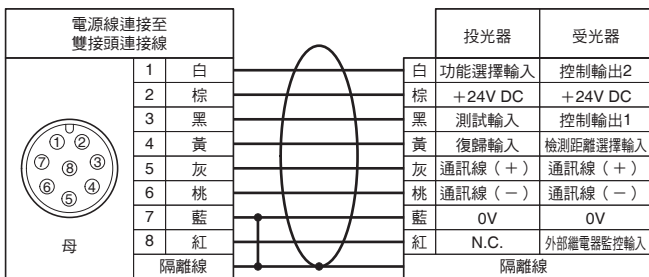 電源線連接至
雙接頭連接線
投光器 受光器
1 白 白 功能選擇輸入 控制輸出2
2 棕 棕 +24V DC +24V DC
3 黑 黑 測試輸入 控制輸出1
4 黃 黃 復歸輸入 檢測距離選擇輸入
5 灰 灰 通訊線(+) 通訊線(+)
6 桃 桃 通訊線(-) 通訊線(-)
7 藍 藍 0V 0V
8 紅 紅 N.C. 外部繼電器監控輸入
隔離線 隔離線
① ②
⑦ ⑧ ③
⑥ ④
⑤
母